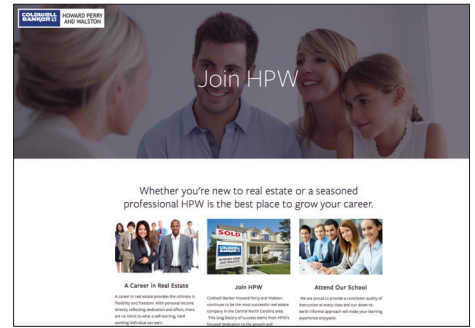 COLDWELL
BANKER
HOWARD PERRY
AND WALSTON
Join HPW
Whether you're new to real estate or a seasoned
professional HPW is the best place to grow your career.
SOLD
COLDWELL
BANKER
A Career in Real Estate
A career in real estate provides the ultimate in
flexibility and freedom. With personal income
directly reflecting dedication and effort, there
are no limits to what a self-starting, hard
working individual can earn.
Join HPW
Coldwell Banker Howard Perry and Walston
continues to be the most successful real estate
company in the Central North Carolina area.
This long history of success stems from HPW's
focused dedication to the growth and
Attend Our School
We are proud to provide a consistent quality of
instruction at every class and our down-to-
earth informal approach will make your learning
experience enjoyable.